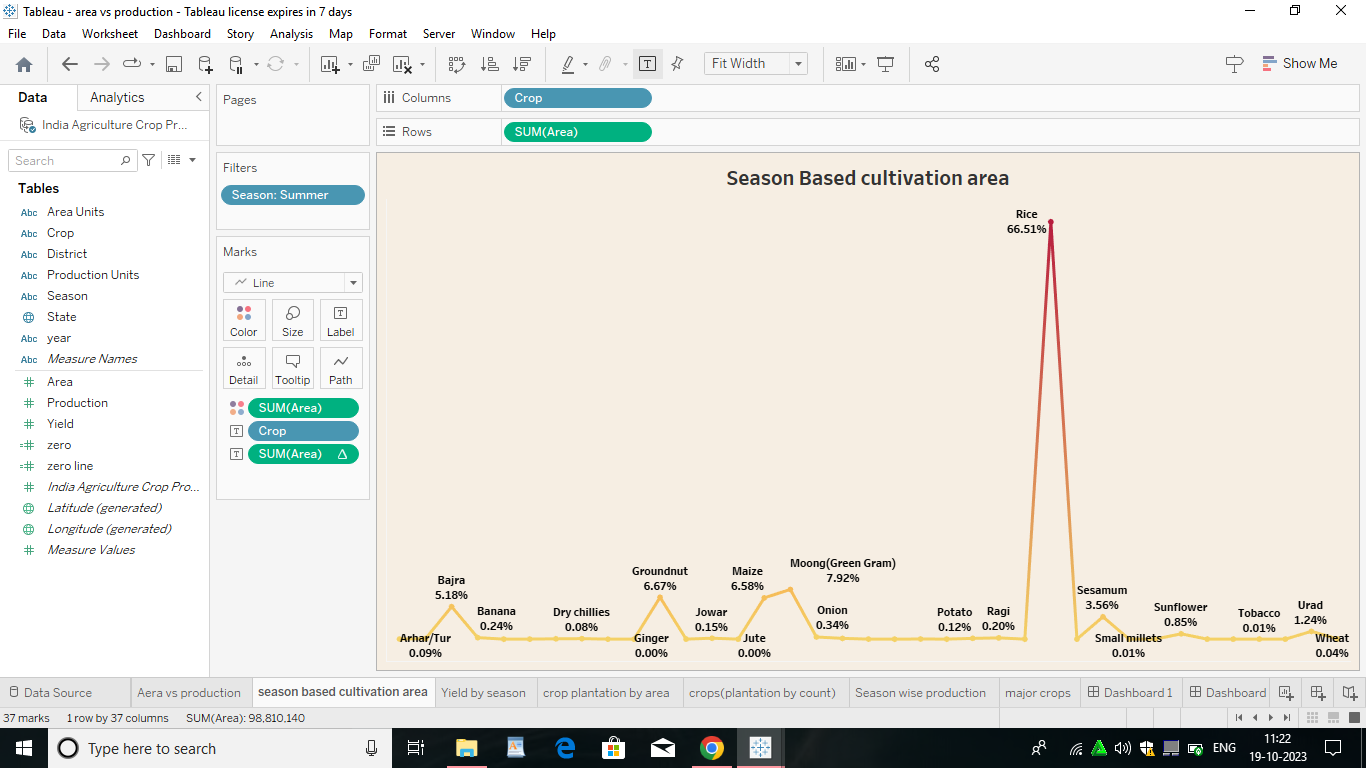 Tableau - area vs production - Tableau license expires in 7 days
File Data Worksheet Dashboard Story Analysis Map Format Server Window Help
Fit Width
Show Me
Data Analytics
India Agriculture Crop Pr...
Search
Tables
Abc Area Units
Abc Crop
Abc District
Abc Production Units
Abc Season
State
Abc year
Abc Measure Names
Area
Production
Yield
zero
zero line
India Agriculture Crop Pro...
Latitude (generated)
Longitude (generated)
Measure Values
Pages
Filters
Season: Summer
Marks
Line
Color Size Label
Detail Tooltip Path
SUM(Area)
Crop
SUM(Area) Δ
Columns Crop
Rows SUM(Area)
Season Based cultivation area
Rice
66.51%
Moong(Green Gram)
7.92%
Groundnut
6.67%
Maize
6.58%
Bajra
5.18%
Sesamum
3.56%
Banana
0.24%
Dry chillies
0.08%
Jowar
0.15%
Onion
0.34%
Potato
0.12%
Ragi
0.20%
Sunflower
0.85%
Tobacco
0.01%
Urad
1.24%
Arhar/Tur
0.09%
Ginger
0.00%
Jute
0.00%
Small millets
0.01%
Wheat
0.04%
Data Source Aera vs production season based cultivation area Yield by season crop plantation by area crops(plantation by count) Season wise production major crops Dashboard 1 Dashboard
37 marks 1 row by 37 columns SUM(Area): 98,810,140
Type here to search
ENG
11:22
19-10-2023